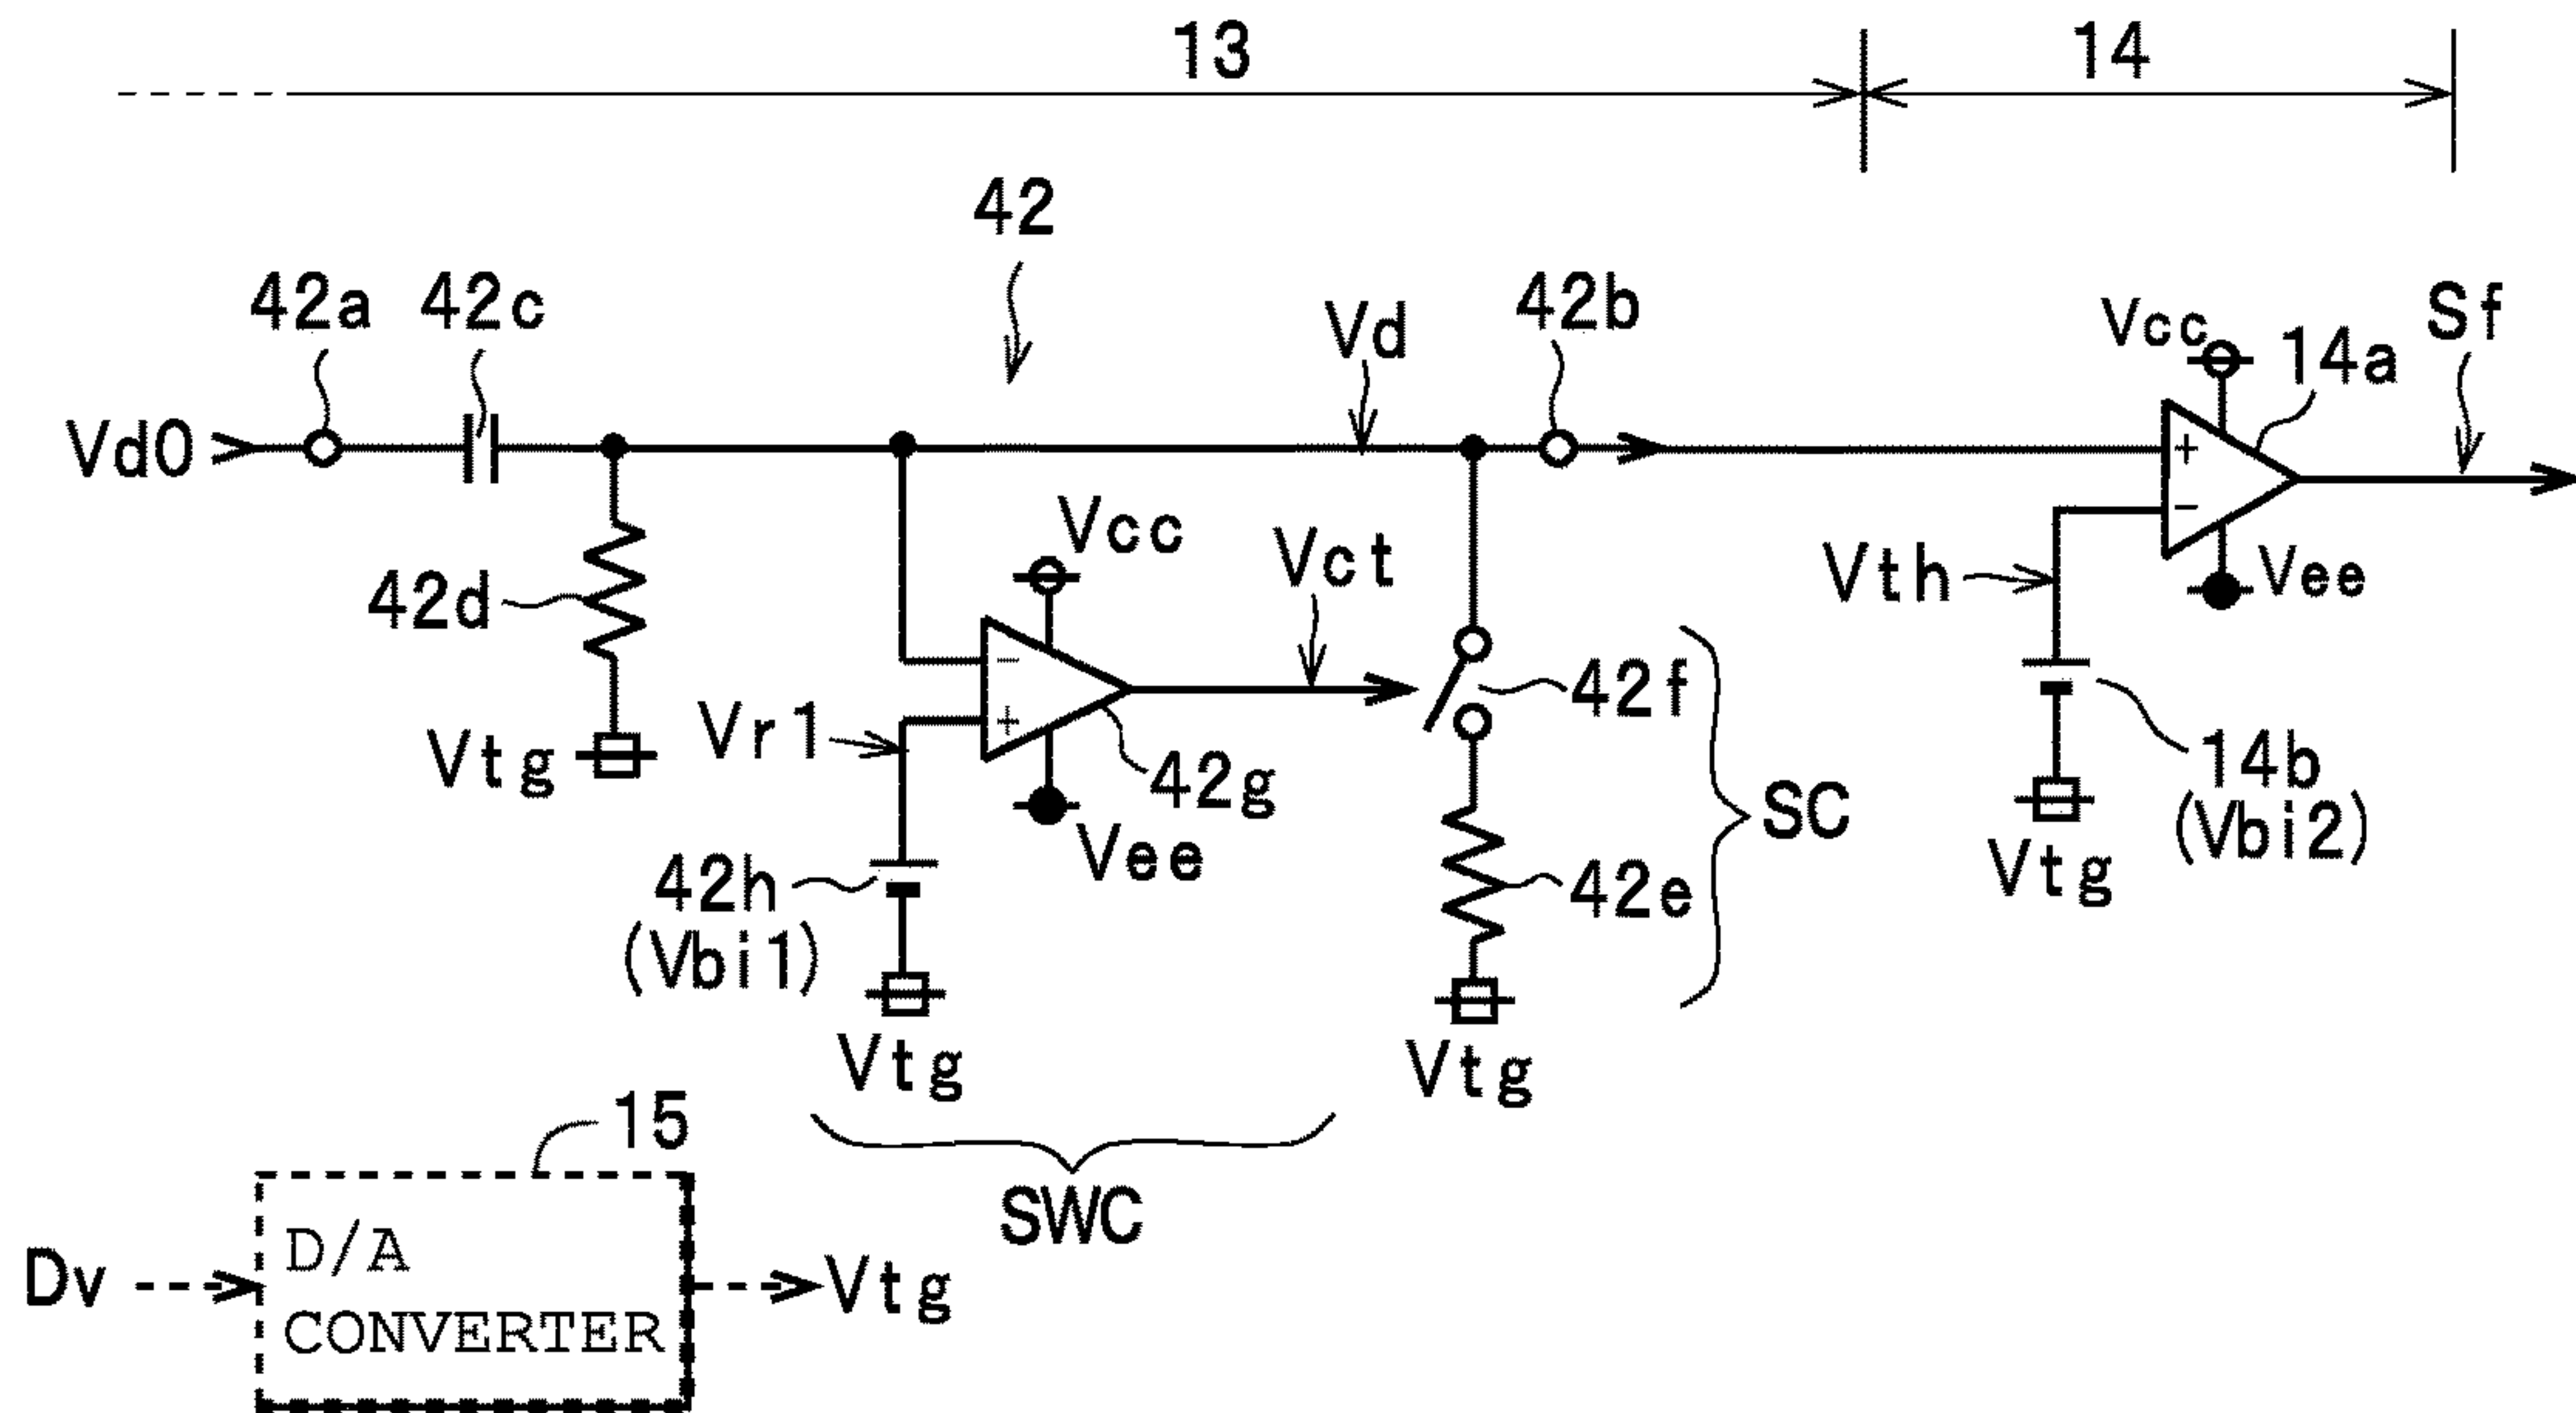 13
14
42
42a
42c
Vd
42b
Vcc
14a
Sf
Vd0
+
−
Vcc
Vct
Vth
Vee
42d
−
+
42f
Vtg
Vr1
42g
SC
14b
(Vbi2)
Vee
42h
(Vbi1)
42e
Vtg
Vtg
Vtg
15
SWC
D/A
CONVERTER
Dv
Vtg